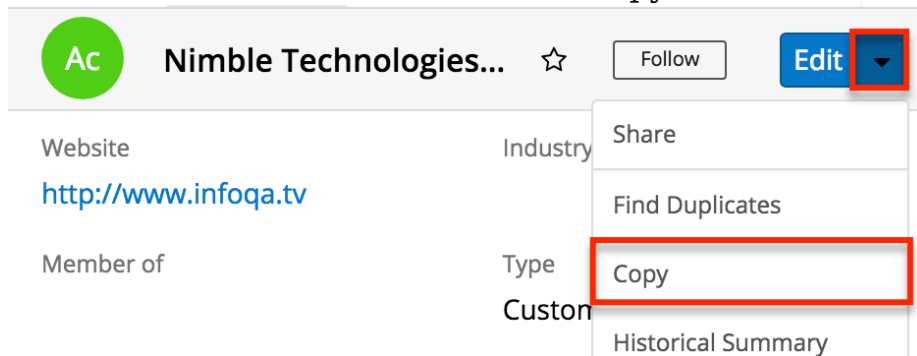 Ac
Nimble Technologies...
Follow
Edit
Share
Website
Industry
http://www.infoqa.tv
Find Duplicates
Member of
Type
Copy
Custom
Historical Summary